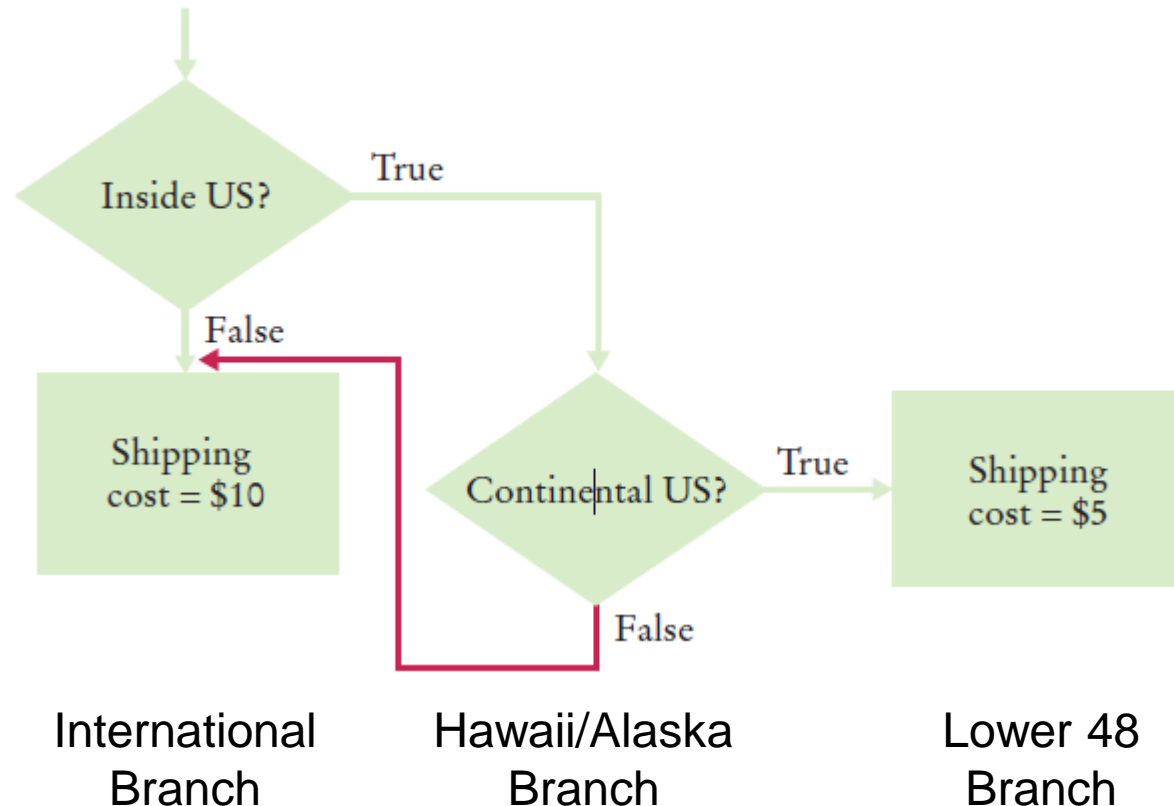 True
Inside US?
False
Shipping
cost = $10
Continental US?
True
Shipping
cost = $5
False
International
Branch
Hawaii/Alaska
Branch
Lower 48
Branch